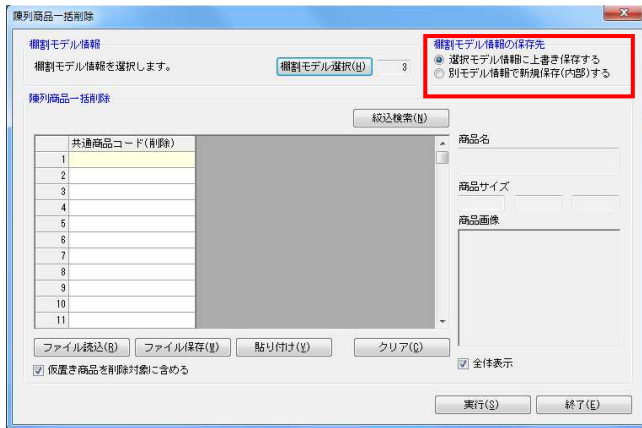 陳列商品一括削除
棚割モデル情報
棚割モデル情報を選択します。
棚割モデル選択(H)
3
棚割モデル情報の保存先
選択モデル情報に上書き保存する
別モデル情報で新規保存(内部)する
陳列商品一括削除
絞込検索(N)
共通商品コード(削除)
1
2
3
4
5
6
7
8
9
10
11
商品名
商品サイズ
商品画像
ファイル読込(R)
ファイル保存(W)
貼り付け(V)
クリア(C)
全体表示
仮置き商品を削除対象に含める
実行(S)
終了(E)